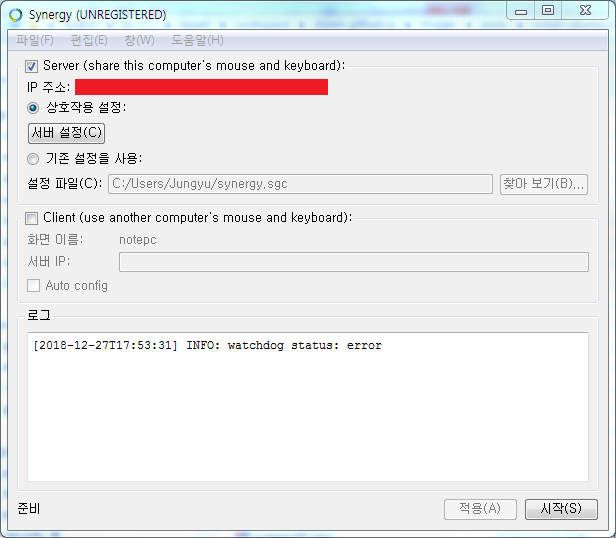 Synergy (UNREGISTERED)
파일(F) 편집(E) 창(W) 도움말(H)
Server (share this computer's mouse and keyboard):
IP 주소:
상호작용 설정:
서버 설정(C)
기존 설정을 사용:
설정 파일(C): C:/Users/Jungyu/synergy.sgc 찾아 보기(B)...
Client (use another computer's mouse and keyboard):
화면 이름: notepc
서버 IP:
Auto config
로그
[2018-12-27T17:53:31] INFO: watchdog status: error
준비 적용(A) 시작(S)